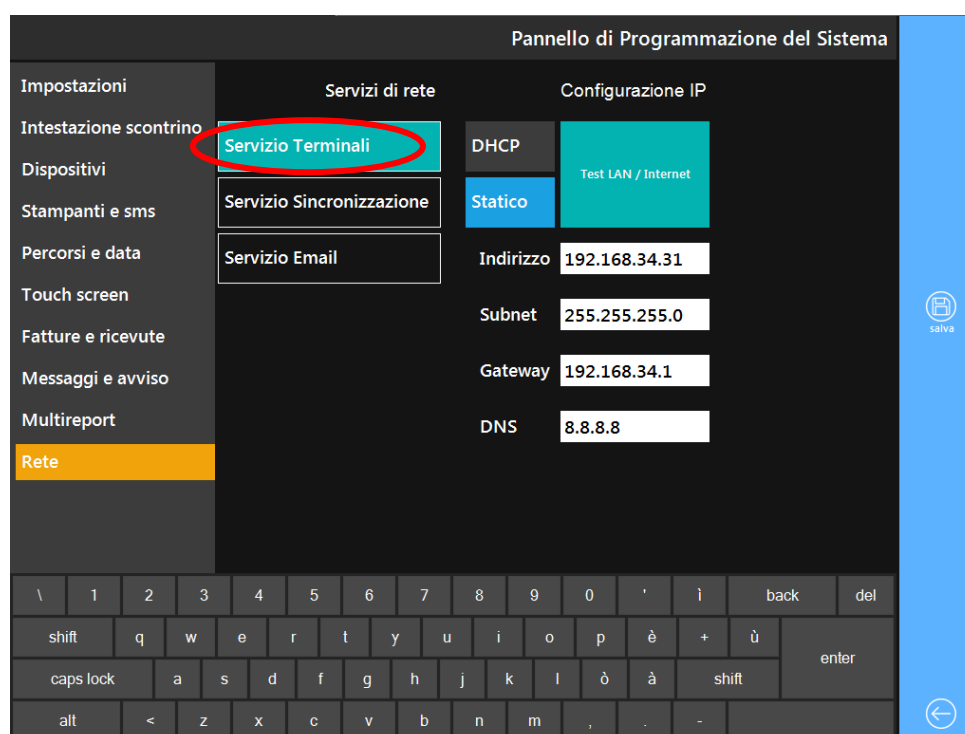 Pannello di Programmazione del Sistema
Impostazioni
Intestazione scontrino
Dispositivi
Stampanti e sms
Percorsi e data
Touch screen
Fatture e ricevute
Messaggi e avviso
Multireport
Rete
Servizi di rete
Servizio Terminali
Servizio Sincronizzazione
Servizio Email
Configurazione IP
DHCP
Statico
Test LAN / Internet
Indirizzo 192.168.34.31
Subnet 255.255.255.0
Gateway 192.168.34.1
DNS 8.8.8.8
salva
\ 1 2 3 4 5 6 7 8 9 0 ' ì back del
shift q w e r t y u i o p è + ù
enter
caps lock a s d f g h j k l ò à shift
alt < z x c v b n m , . -